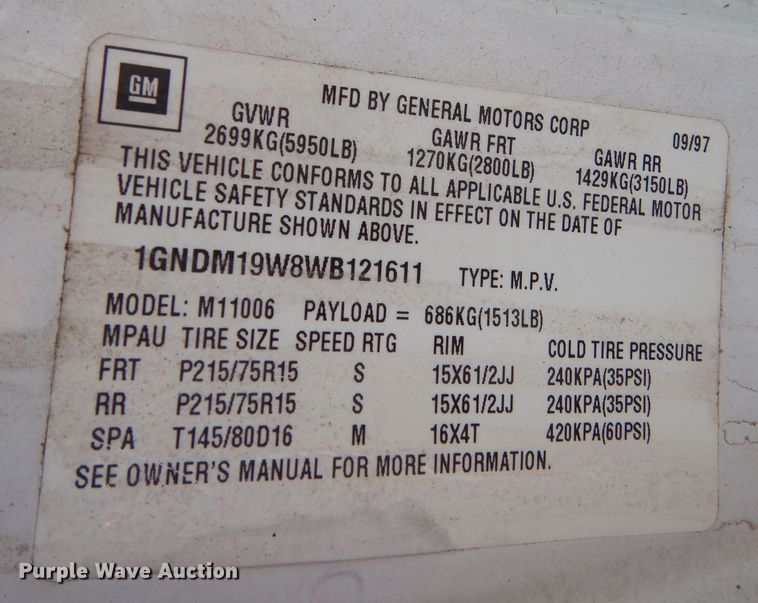 GM
MFD BY GENERAL MOTORS CORP 09/97
GVWR GAWR FRT GAWR RR
2699KG(5950LB) 1270KG(2800LB) 1429KG(3150LB)
THIS VEHICLE CONFORMS TO ALL APPLICABLE U.S. FEDERAL MOTOR
VEHICLE SAFETY STANDARDS IN EFFECT ON THE DATE OF
MANUFACTURE SHOWN ABOVE.
1GNDM19W8WB121611 TYPE: M.P.V.
MODEL: M11006 PAYLOAD = 686KG(1513LB)
MPAU TIRE SIZE SPEED RTG RIM COLD TIRE PRESSURE
FRT P215/75R15 S 15X61/2JJ 240KPA(35PSI)
RR P215/75R15 S 15X61/2JJ 240KPA(35PSI)
SPA T145/80D16 M 16X4T 420KPA(60PSI)
SEE OWNER'S MANUAL FOR MORE INFORMATION.
Purple Wave Auction